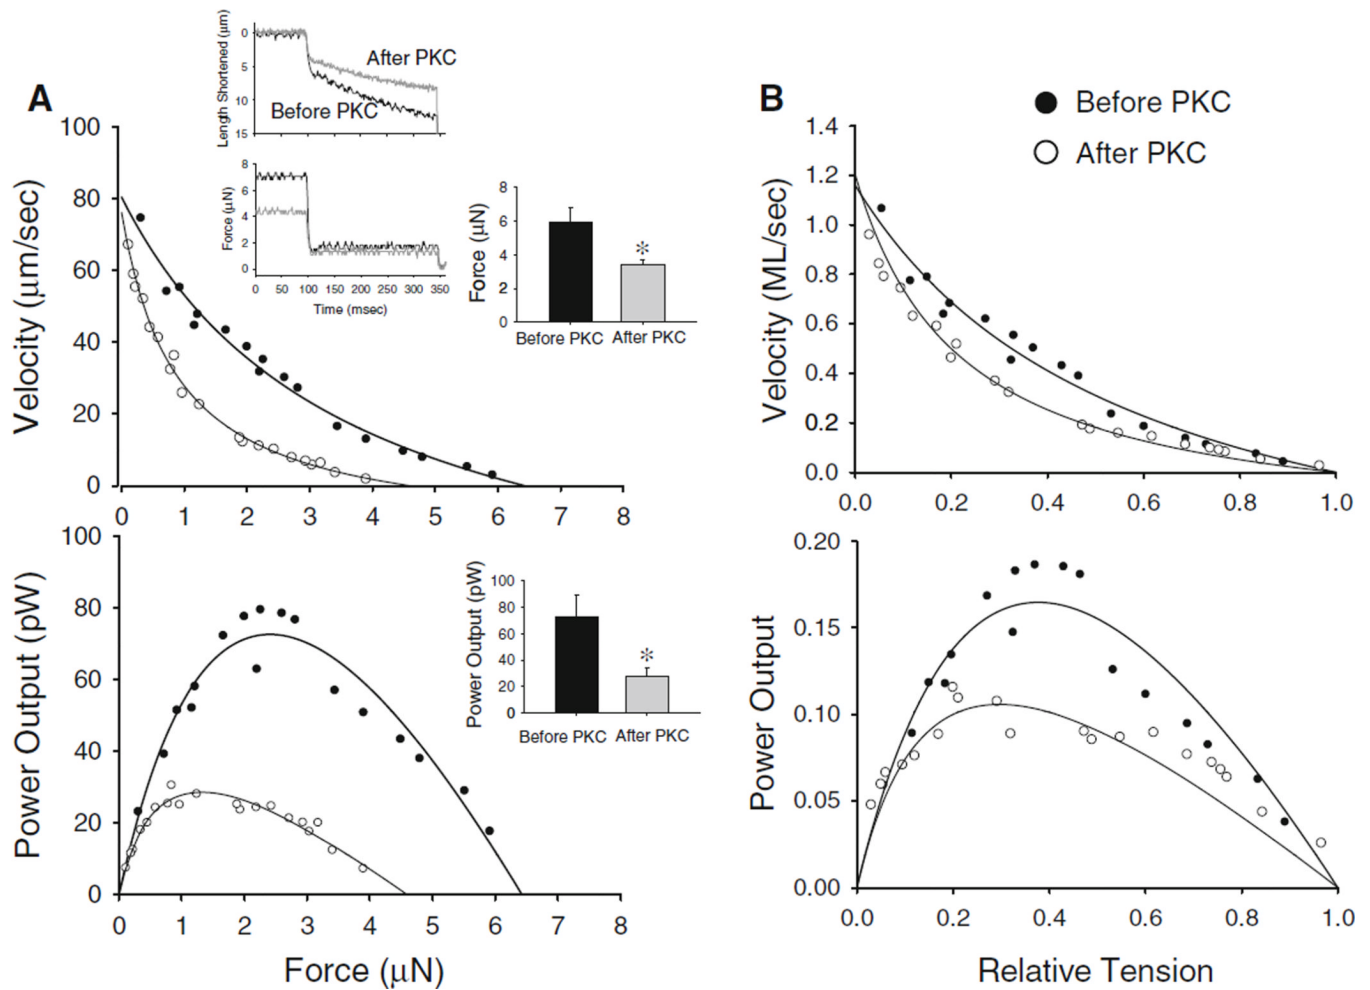 A
Length Shortened (μm)
0
5
10
15
After PKC
Before PKC
Force (μN)
8
6
4
2
0
0 50 100 150 200 250 300 350
Time (msec)
Velocity (μm/sec)
100
80
60
40
20
0
0 1 2 3 4 5 6 7 8
Force (μN)
8
6
4
2
0
*
Before PKC After PKC
Power Output (pW)
100
80
60
40
20
0
0 1 2 3 4 5 6 7 8
Force (μN)
Power Output (pW)
100
80
60
40
20
0
*
Before PKC After PKC
B
Before PKC
After PKC
Velocity (ML/sec)
1.4
1.2
1.0
0.8
0.6
0.4
0.2
0.0
0.0 0.2 0.4 0.6 0.8 1.0
Power Output
0.20
0.15
0.10
0.05
0.00
0.0 0.2 0.4 0.6 0.8 1.0
Relative Tension